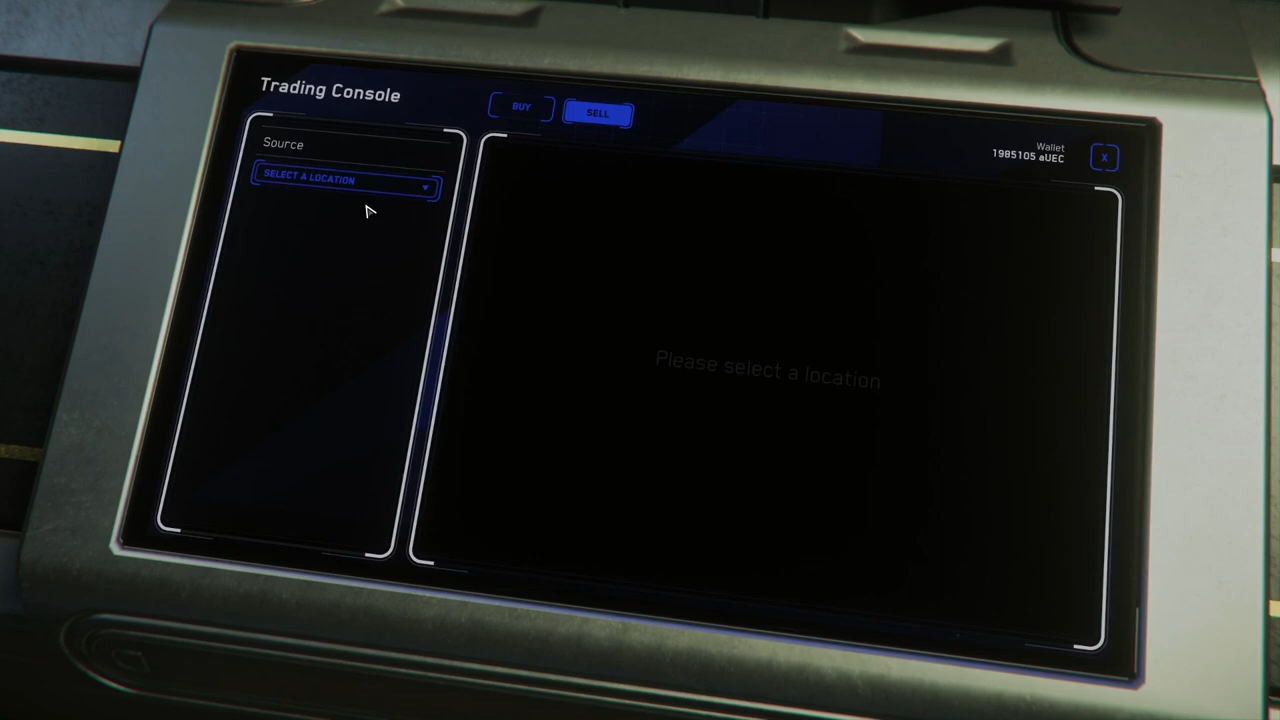 Trading Console
BUY
SELL
Wallet
1985105 aUEC
X
Source
SELECT A LOCATION
Please select a location